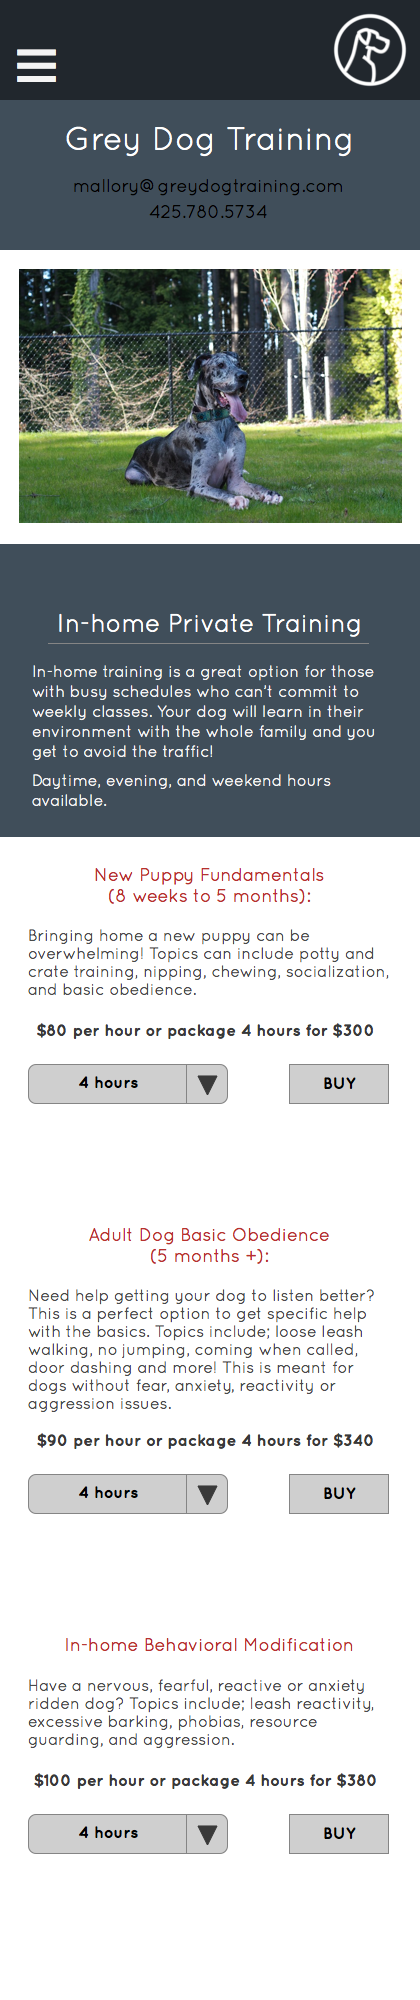 Grey Dog Training
mallory@greydogtraining.com
425.780.5734
In-home Private Training
In-home training is a great option for those
with busy schedules who can't commit to
weekly classes. Your dog will learn in their
environment with the whole family and you
get to avoid the traffic!
Daytime, evening, and weekend hours
available.
New Puppy Fundamentals
(8 weeks to 5 months):
Bringing home a new puppy can be
overwhelming! Topics can include potty and
crate training, nipping, chewing, socialization,
and basic obedience.
$80 per hour or package 4 hours for $300
4 hours BUY
Adult Dog Basic Obedience
(5 months +):
Need help getting your dog to listen better?
This is a perfect option to get specific help
with the basics. Topics include; loose leash
walking, no jumping, coming when called,
door dashing and more! This is meant for
dogs without fear, anxiety, reactivity or
aggression issues.
$90 per hour or package 4 hours for $340
4 hours BUY
In-home Behavioral Modification
Have a nervous, fearful, reactive or anxiety
ridden dog? Topics include; leash reactivity,
excessive barking, phobias, resource
guarding, and aggression.
$100 per hour or package 4 hours for $380
4 hours BUY